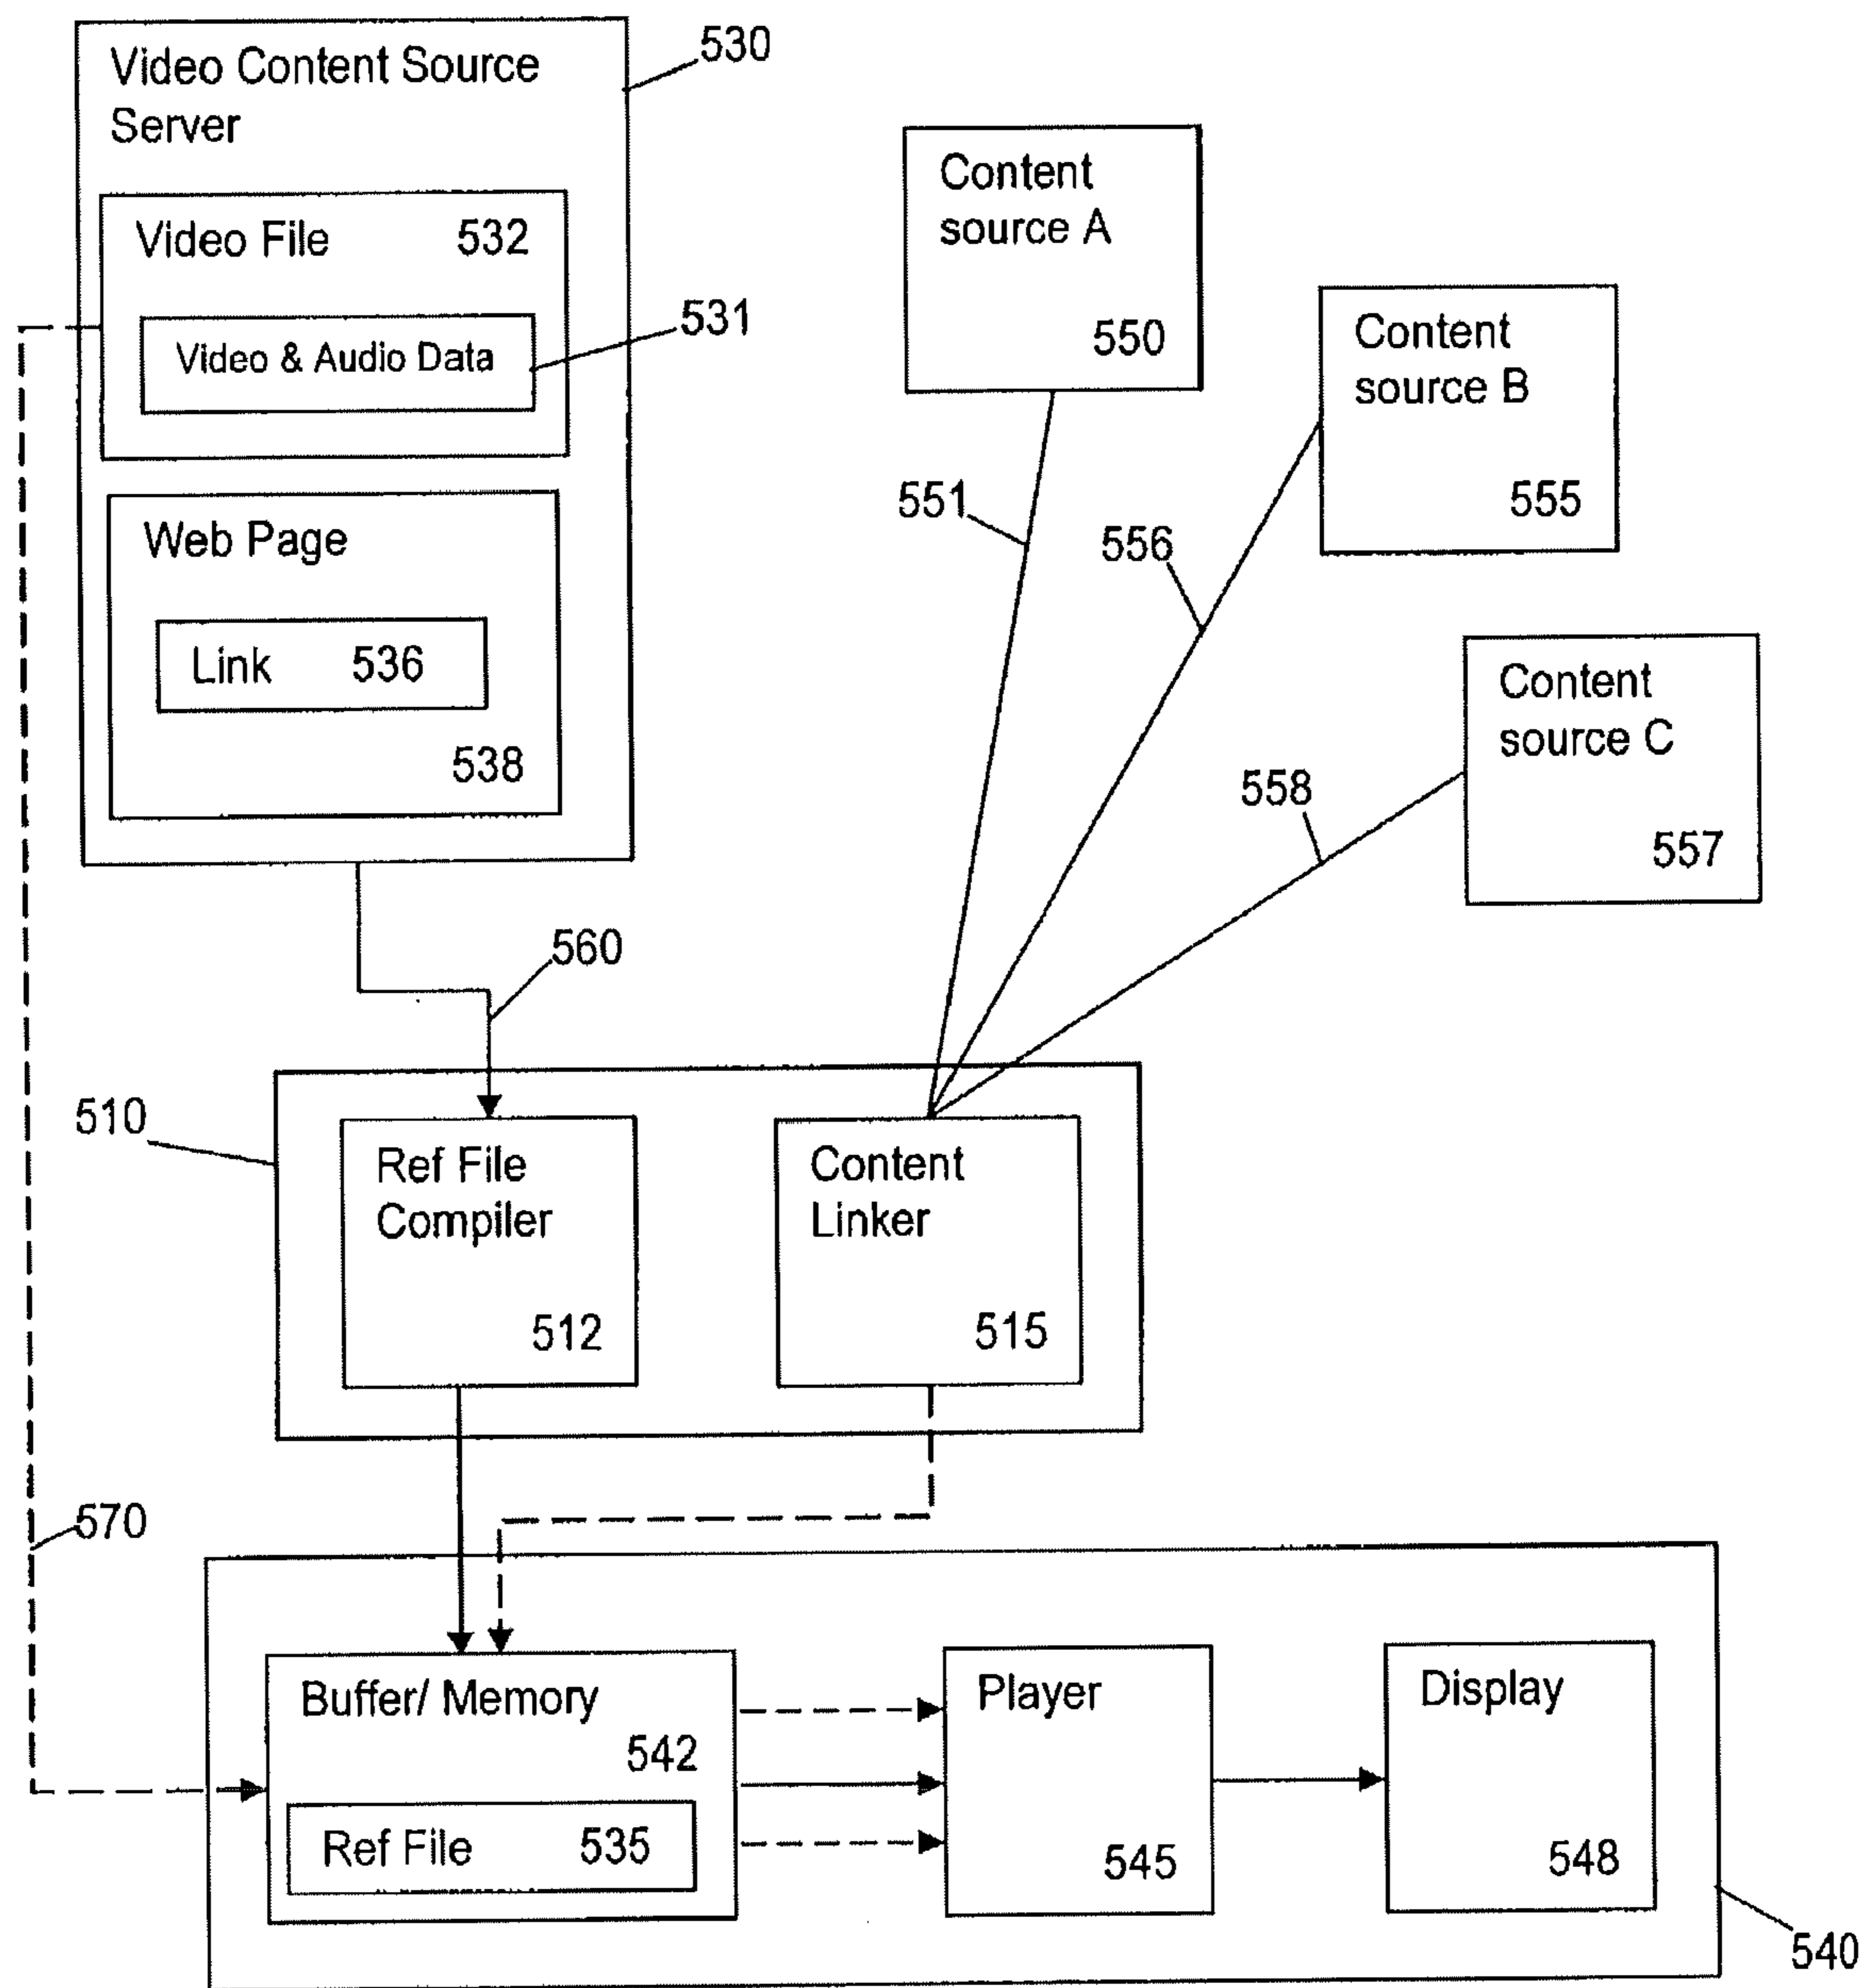 Video Content Source
Server
530
Video File 532
Video & Audio Data
531
Web Page
Link 536
538
Content
source A
550
Content
source B
555
Content
source C
557
551
556
558
560
510
Ref File
Compiler
512
Content
Linker
515
570
Buffer/ Memory
542
Ref File 535
Player
545
Display
548
540